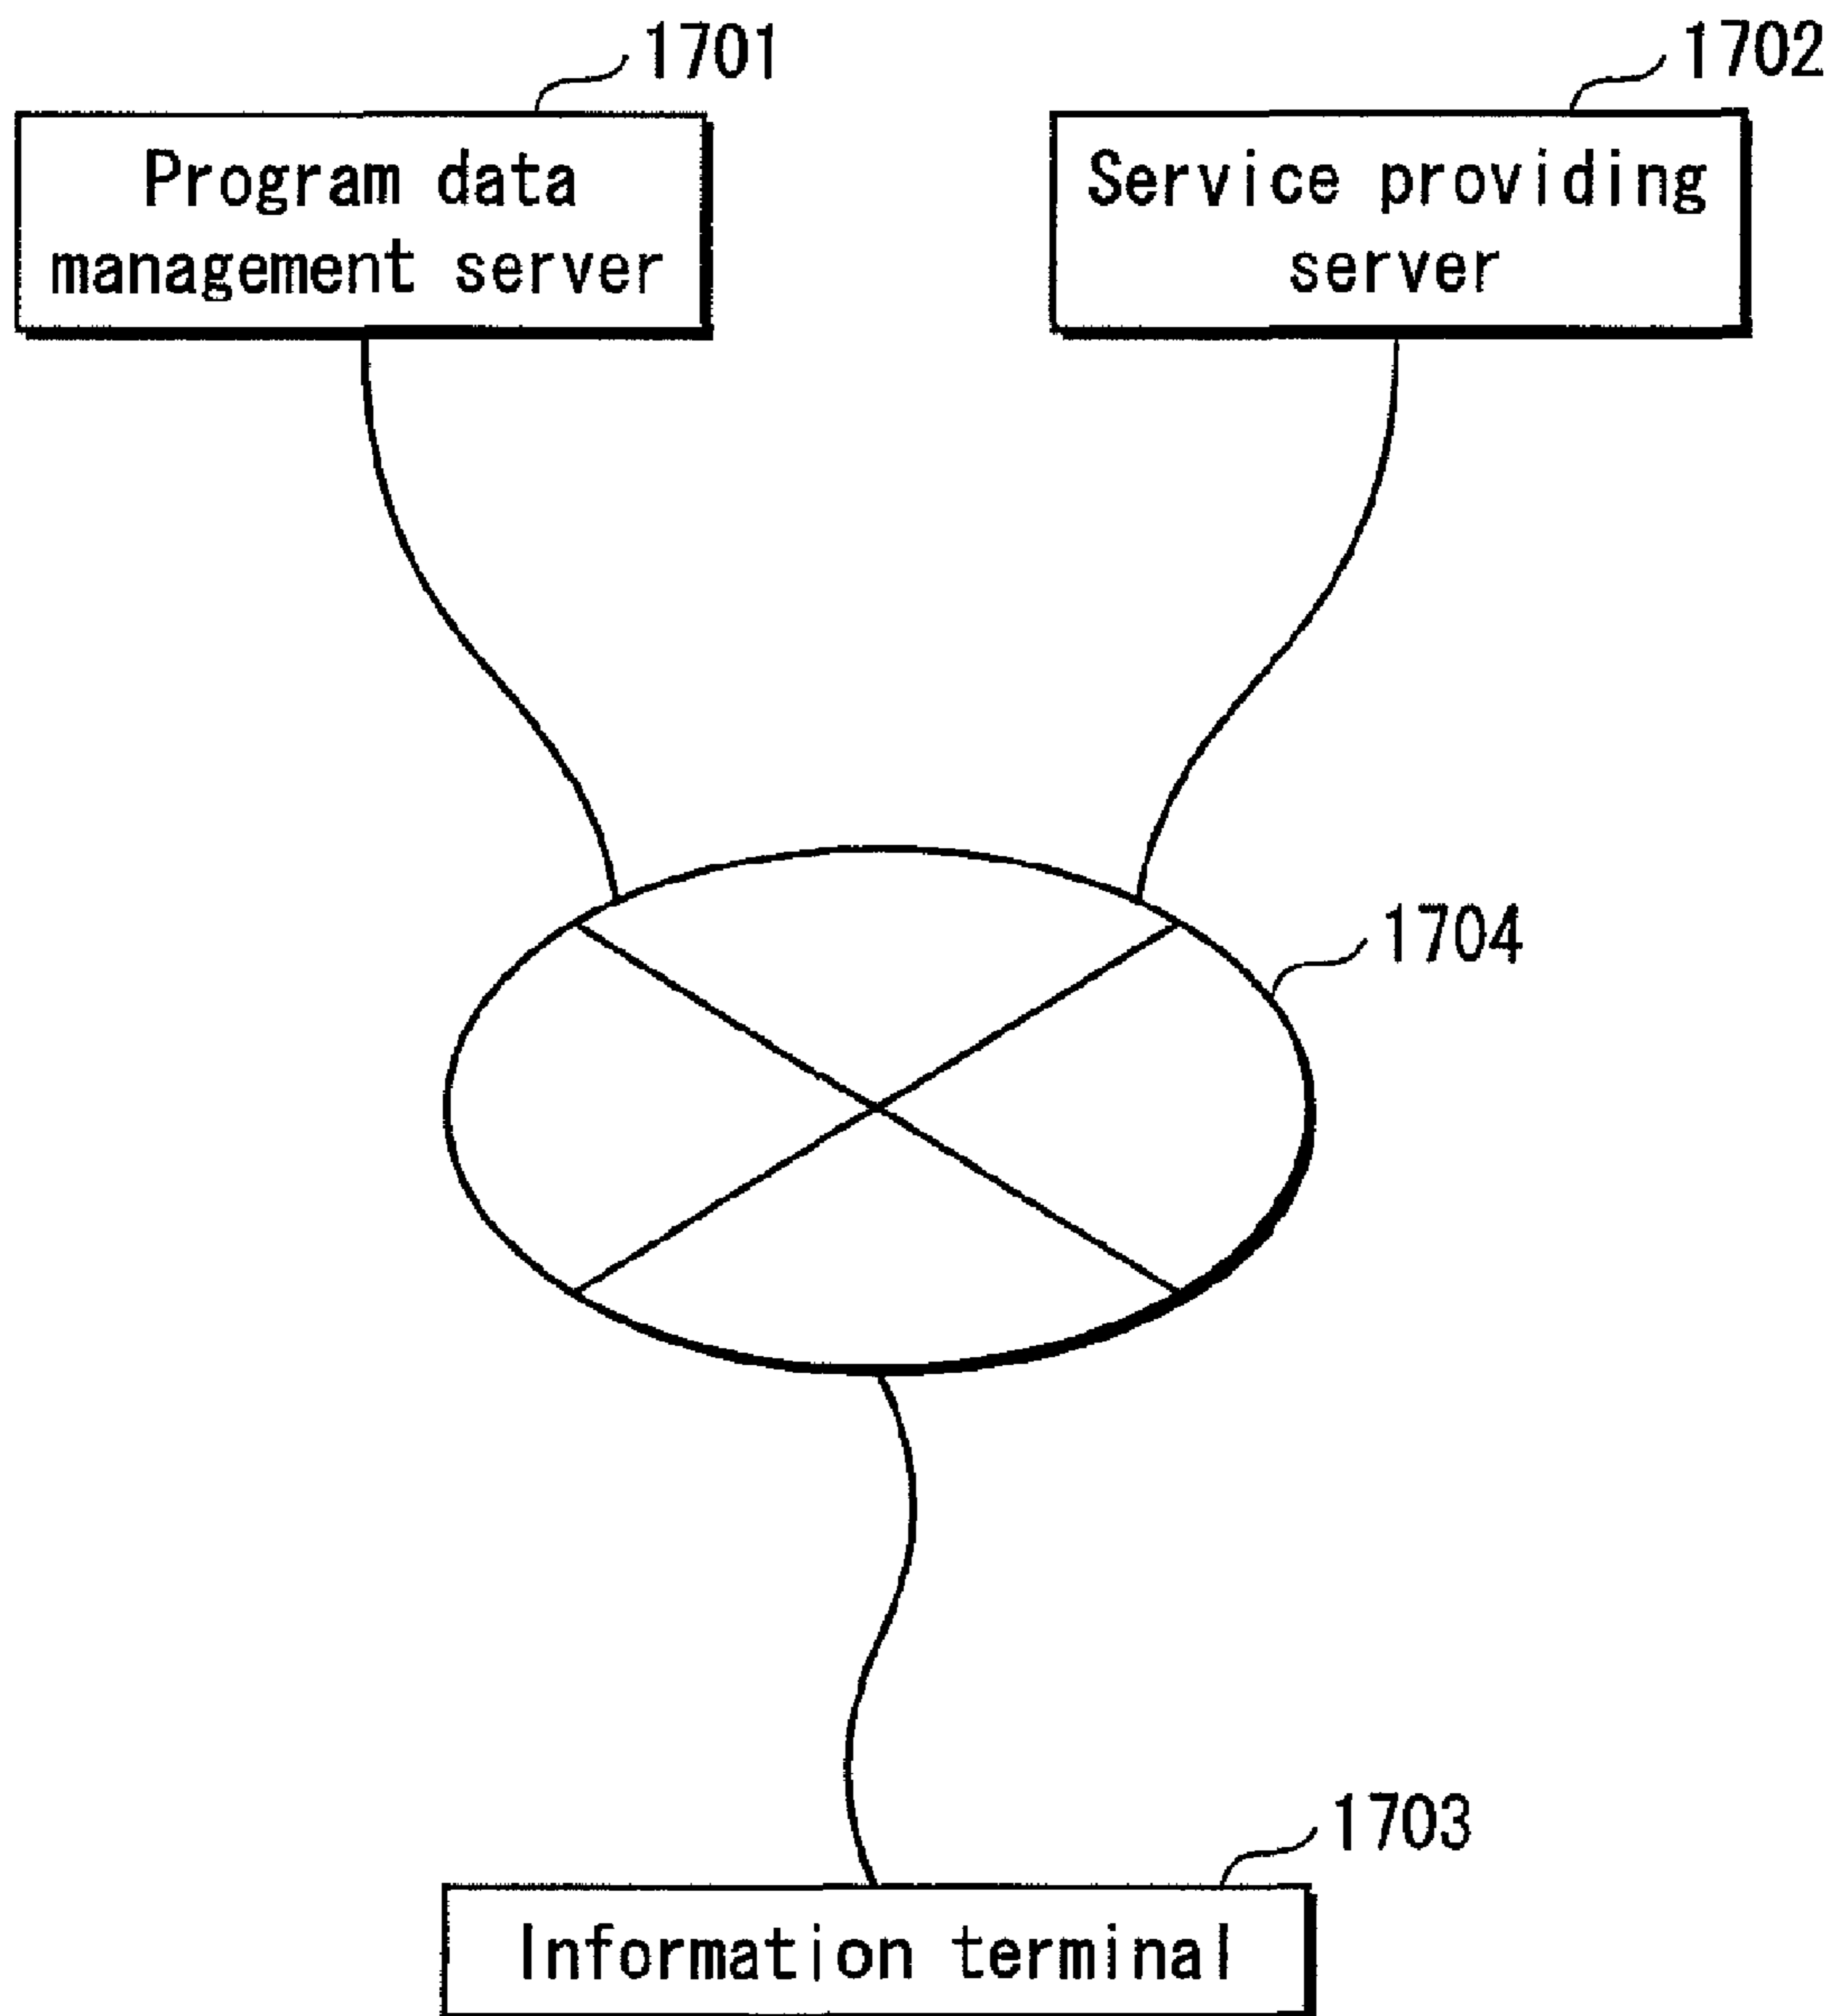 1701
Program data
management server
1702
Service providing
server
1704
1703
Information terminal